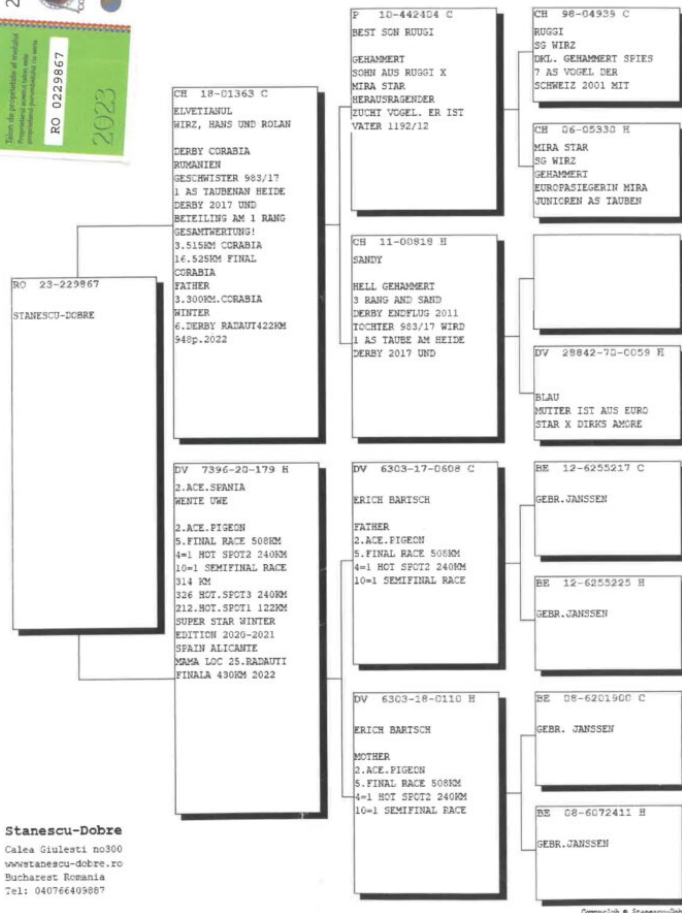 Talon de proprietate al mutului
RO 0229867
2023
RO 23-229867
STANESCU-DOBRE
CH 18-01363 C
ELVETIANUL
WIRZ, HANS UND ROLAN
DERBY CORABIA
RUMANIEN
GESCHWISTER 983/17
1 AS TAUBENAN HEIDE
DERBY 2017 UND
BETEILING AM 1 RANG
GESAMTWERTUNG!
3.515KM CORABIA
16.525KM FINAL
CORABIA
FATHER
3.300KM.CORABIA
WINTER
6.DERBY RADAUT422KM
948p.2022
DV 7396-20-179 H
2.ACE.SPANIA
WENTE UWE
2.ACE.PIGEON
5.FINAL RACE 508KM
4=1 HOT SPOT2 240KM
10=1 SEMIFINAL RACE
314 KM
326 HOT.SPOT3 240KM
212.HOT.SPOT1 122KM
SUPER STAR WINTER
EDITION 2020-2021
SPAIN ALICANTE
MAMA LOC 25.RADAUTI
FINALA 430KM 2022
P 10-442404 C
BEST SON RUUGI
GEHAMMERT
SOHN AUS RUGGI X
MIRA STAR
HERAUSRAGENDER
ZUCHT VOGEL. ER IST
VATER 1192/12
CH 11-00818 H
SANDY
HELL GEHAMMERT
3 RANG AND SAND
DERBY ENDFLUG 2011
TOCHTER 983/17 WIRD
1 AS TAUBE AM HEIDE
DERBY 2017 UND
DV 6303-17-0608 C
ERICH BARTSCH
FATHER
2.ACE.PIGEON
5.FINAL RACE 508KM
4=1 HOT SPOT2 240KM
10=1 SEMIFINAL RACE
DV 6303-18-0110 H
ERICH BARTSCH
MOTHER
2.ACE.PIGEON
5.FINAL RACE 508KM
4=1 HOT SPOT2 240KM
10=1 SEMIFINAL RACE
CH 98-04939 C
RUGGI
SG WIRZ
DKL. GEHAMMERT SPIES
7 AS VOGEL DER
SCHWEIZ 2001 MIT
CH 06-05330 H
MIRA STAR
SG WIRZ
GEHAMMERT
EUROPASIEGERIN MIRA
JUNIOREN AS TAUBEN
DV 28842-70-0059 H
BLAU
MUTTER IST AUS EURO
STAR X DIRKS AMORE
BE 12-6255217 C
GEBR.JANSSEN
BE 12-6255225 H
GEBR.JANSSEN
BE 08-6201900 C
GEBR. JANSSEN
BE 08-6072411 H
GEBR.JANSSEN
Stanescu-Dobre
Calea Giulesti no300
wwwstanescu-dobre.ro
Bucharest Romania
Tel: 040766409887